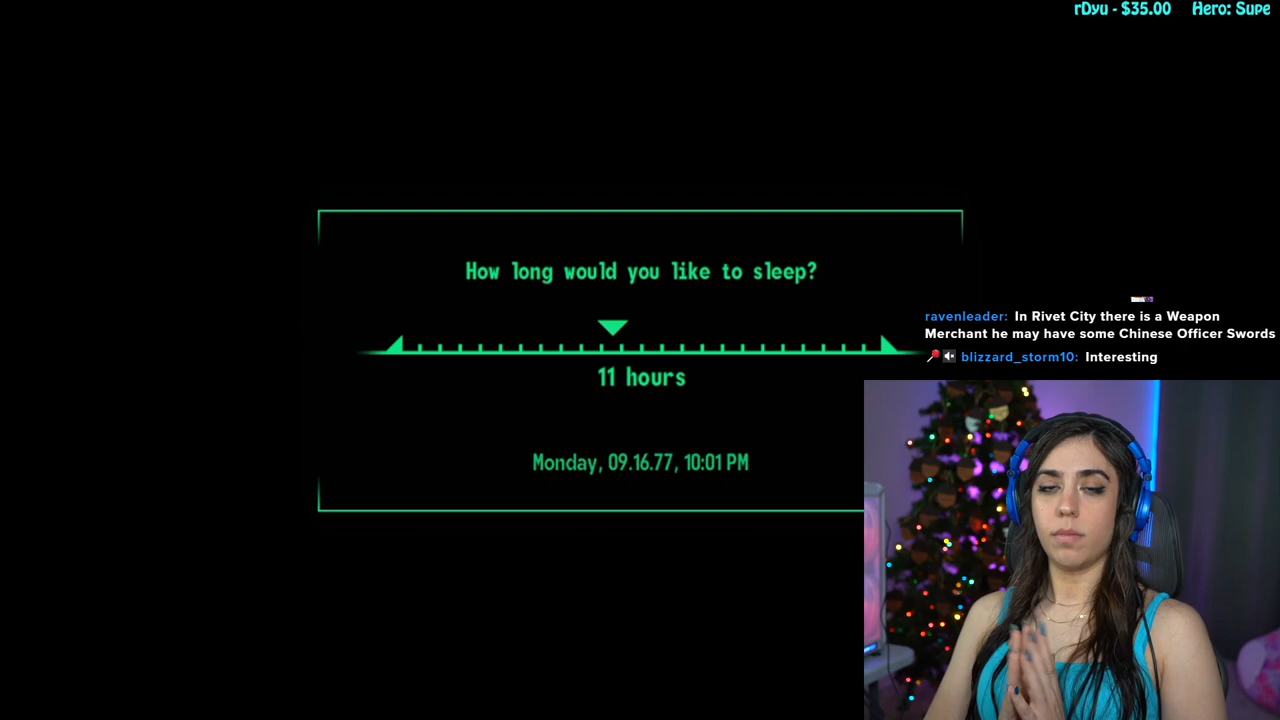 rDyu - $35.00 Hero: Supe
How long would you like to sleep?
11 hours
Monday, 09.16.77, 10:01 PM
ravenleader: In Rivet City there is a Weapon
Merchant he may have some Chinese Officer Swords
blizzard_storm10: Interesting